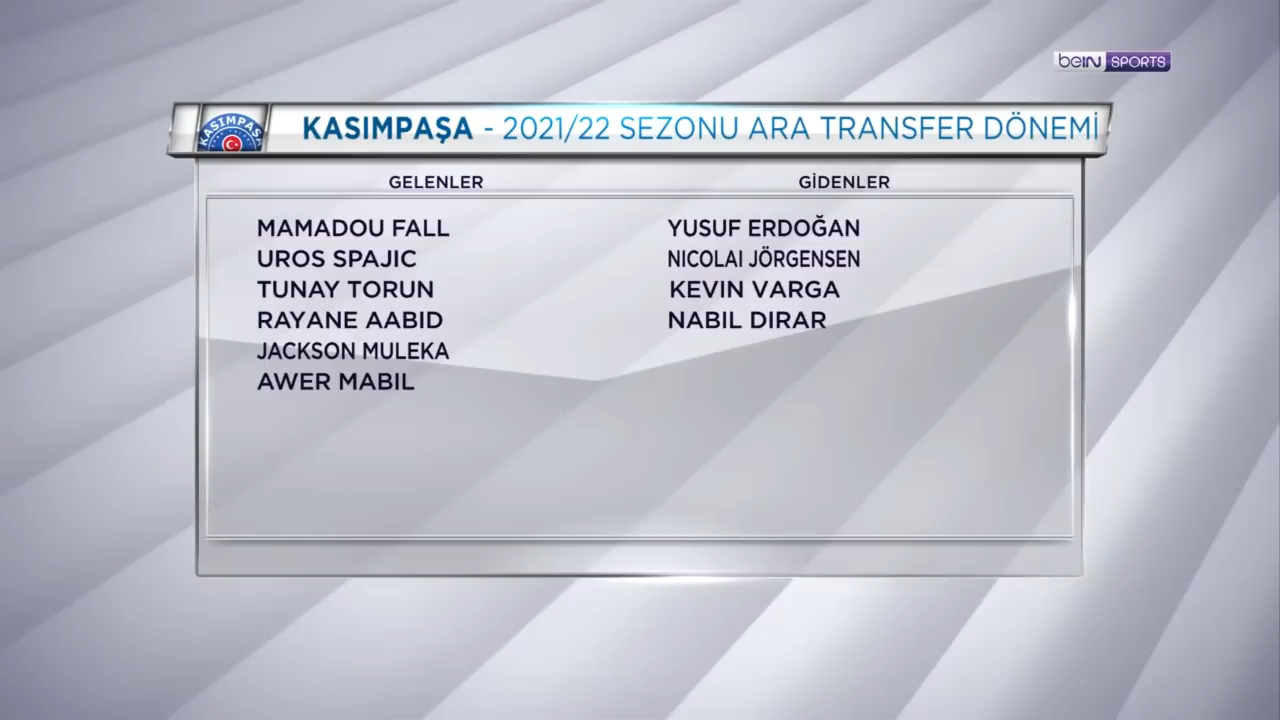 beIN SPORTS
KASIMPAŞA
KASIMPAŞA - 2021/22 SEZONU ARA TRANSFER DÖNEMİ
GELENLER
MAMADOU FALL
UROS SPAJIC
TUNAY TORUN
RAYANE AABID
JACKSON MULEKA
AWER MABIL
GİDENLER
YUSUF ERDOĞAN
NICOLAI JÖRGENSEN
KEVIN VARGA
NABIL DIRAR